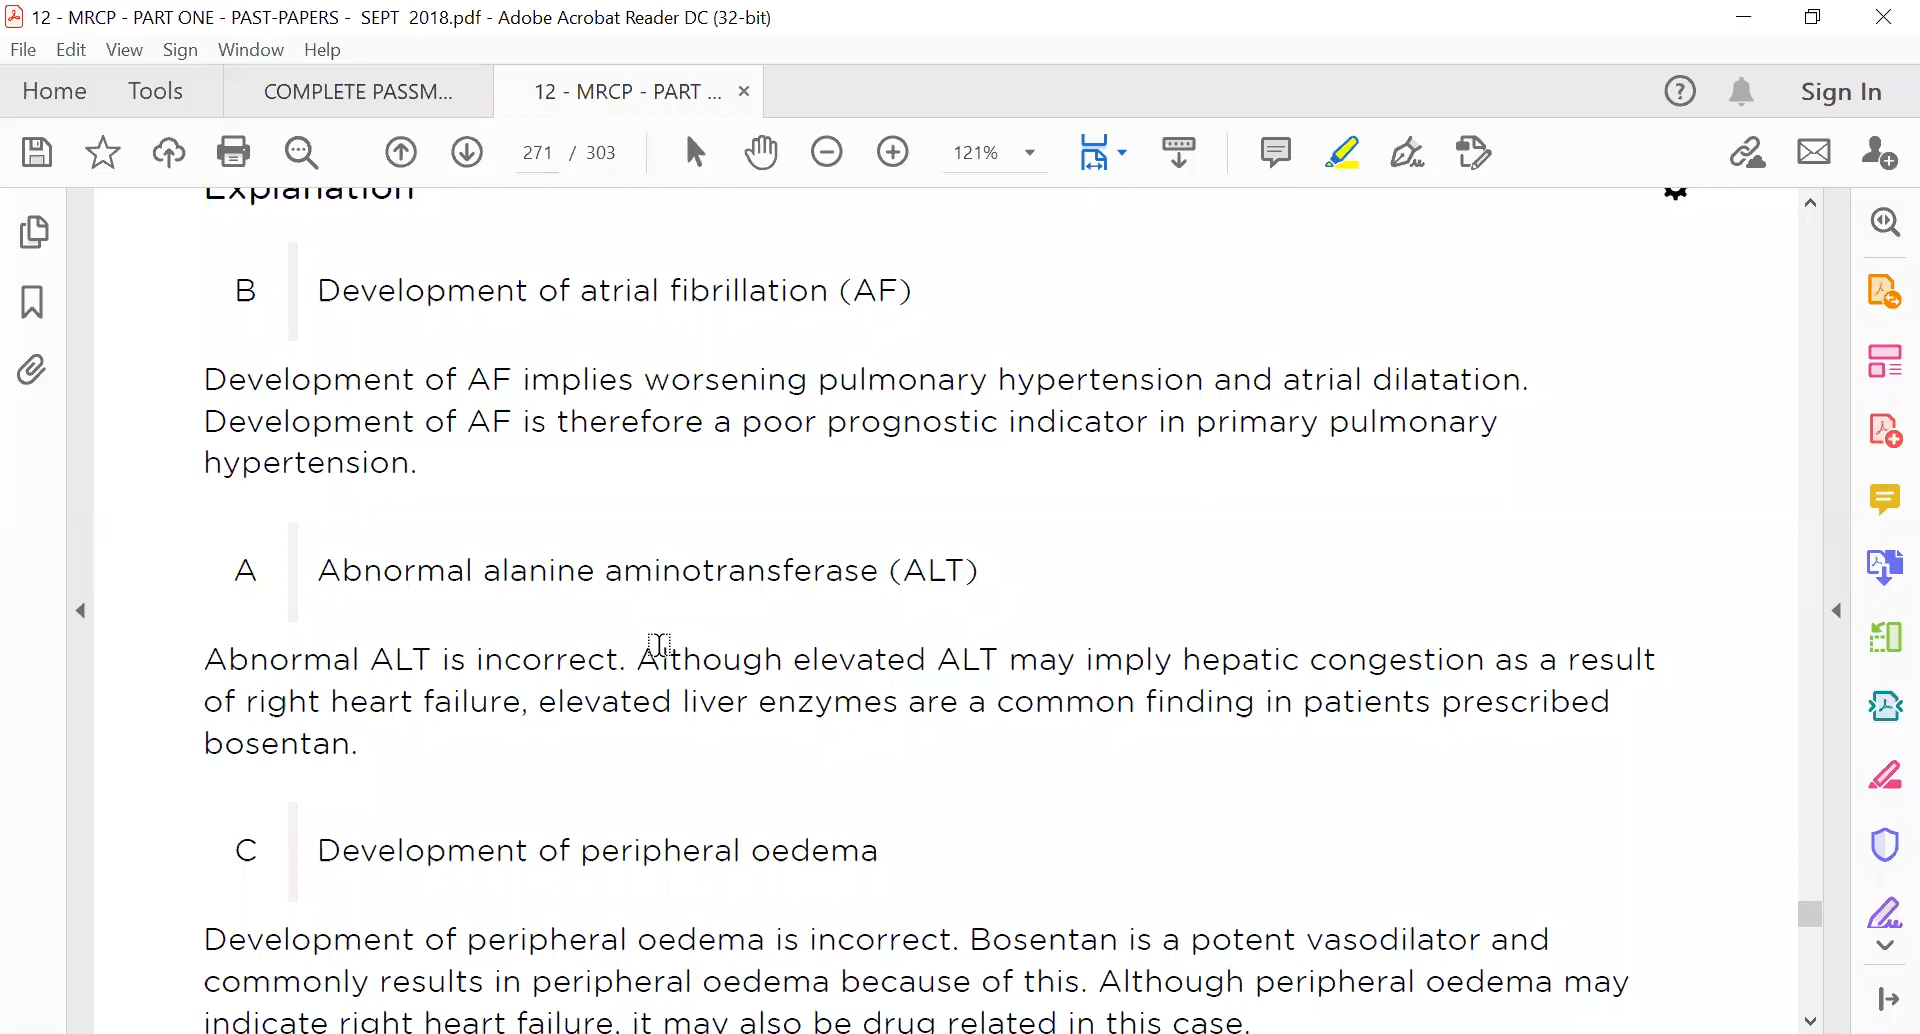 12 - MRCP - PART ONE - PAST-PAPERS - SEPT 2018.pdf - Adobe Acrobat Reader DC (32-bit)
File Edit View Sign Window Help
Home Tools COMPLETE PASSM... 12 - MRCP - PART ... × Sign In
271 / 303 121%
Explanation
B Development of atrial fibrillation (AF)
Development of AF implies worsening pulmonary hypertension and atrial dilatation.
Development of AF is therefore a poor prognostic indicator in primary pulmonary
hypertension.
A Abnormal alanine aminotransferase (ALT)
Abnormal ALT is incorrect. Although elevated ALT may imply hepatic congestion as a result
of right heart failure, elevated liver enzymes are a common finding in patients prescribed
bosentan.
C Development of peripheral oedema
Development of peripheral oedema is incorrect. Bosentan is a potent vasodilator and
commonly results in peripheral oedema because of this. Although peripheral oedema may
indicate right heart failure, it may also be drug related in this case.